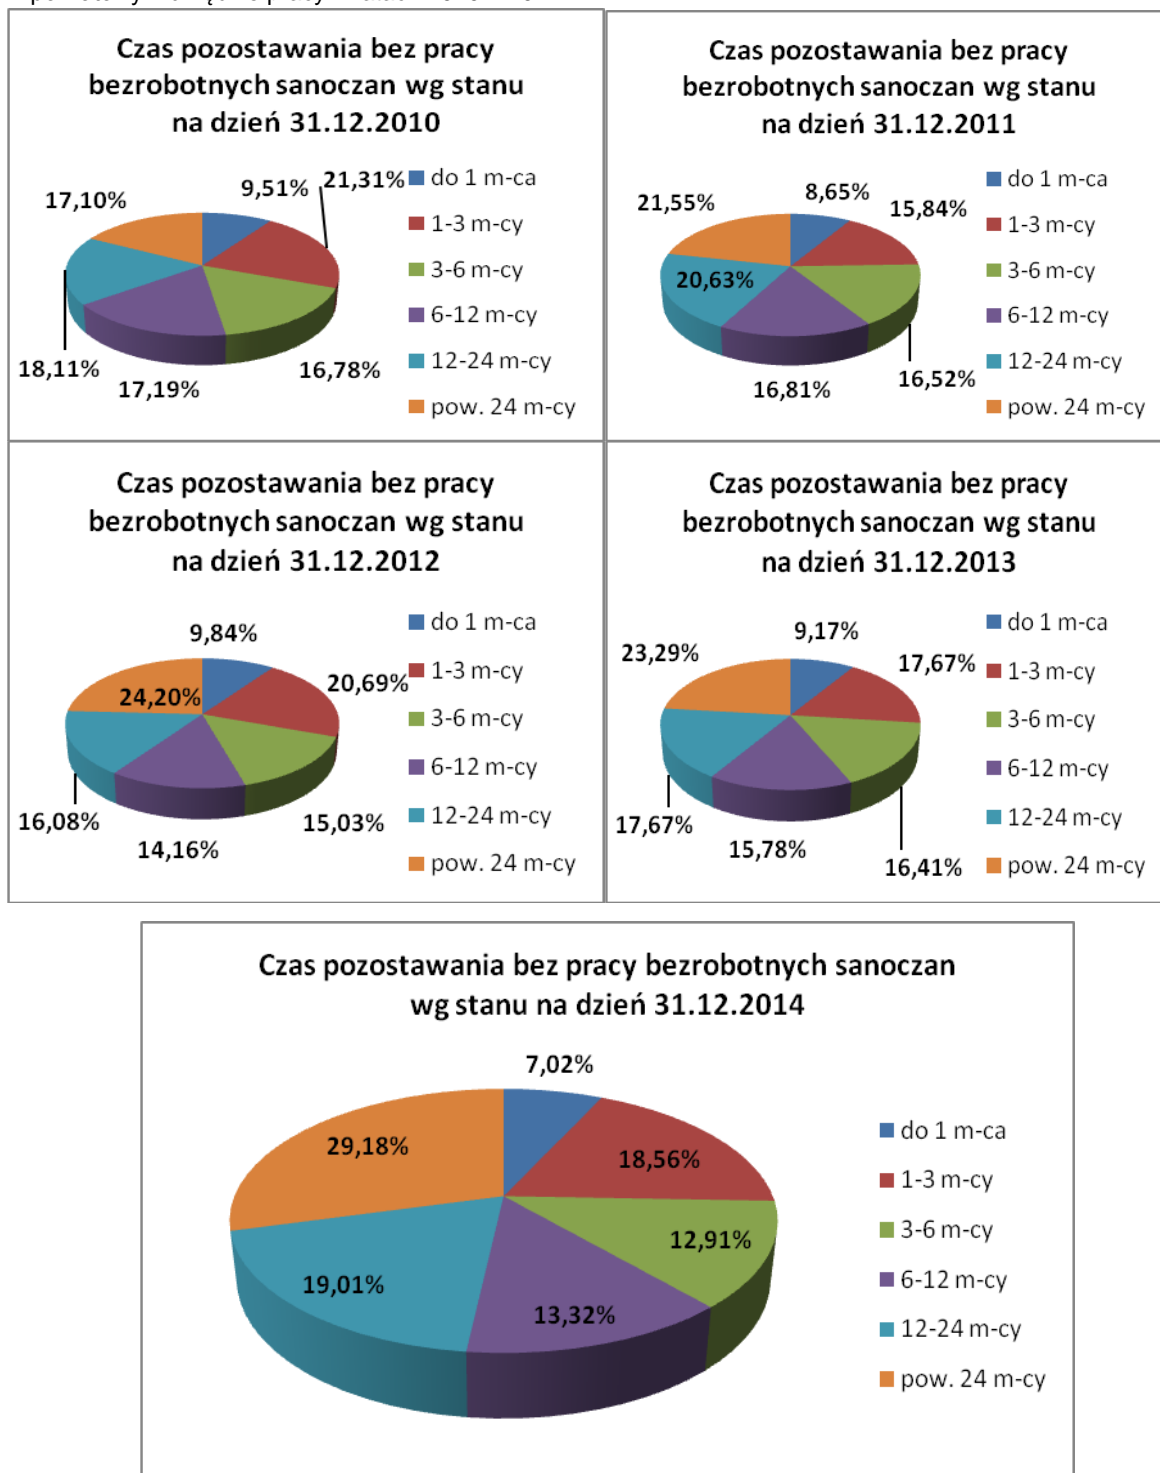 Czas pozostawania bez pracy
bezrobotnych sanoczan wg stanu
na dzień 31.12.2010
17,10%
9,51%
21,31%
18,11%
17,19%
16,78%
do 1 m-ca
1-3 m-cy
3-6 m-cy
6-12 m-cy
12-24 m-cy
pow. 24 m-cy
Czas pozostawania bez pracy
bezrobotnych sanoczan wg stanu
na dzień 31.12.2011
21,55%
8,65%
15,84%
20,63%
16,81%
16,52%
do 1 m-ca
1-3 m-cy
3-6 m-cy
6-12 m-cy
12-24 m-cy
pow. 24 m-cy
Czas pozostawania bez pracy
bezrobotnych sanoczan wg stanu
na dzień 31.12.2012
9,84%
24,20%
20,69%
16,08%
14,16%
15,03%
do 1 m-ca
1-3 m-cy
3-6 m-cy
6-12 m-cy
12-24 m-cy
pow. 24 m-cy
Czas pozostawania bez pracy
bezrobotnych sanoczan wg stanu
na dzień 31.12.2013
23,29%
9,17%
17,67%
17,67%
15,78%
16,41%
do 1 m-ca
1-3 m-cy
3-6 m-cy
6-12 m-cy
12-24 m-cy
pow. 24 m-cy
Czas pozostawania bez pracy bezrobotnych sanoczan
wg stanu na dzień 31.12.2014
7,02%
29,18%
18,56%
12,91%
19,01%
13,32%
do 1 m-ca
1-3 m-cy
3-6 m-cy
6-12 m-cy
12-24 m-cy
pow. 24 m-cy